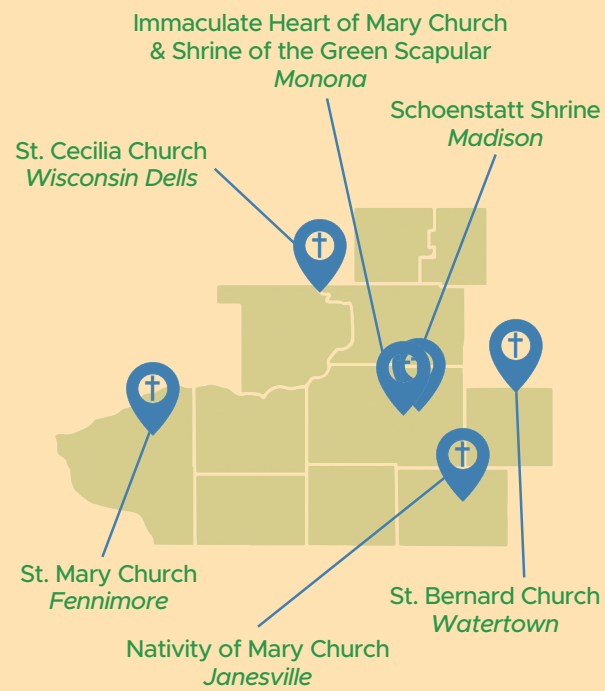 Immaculate Heart of Mary Church
& Shrine of the Green Scapular
Monona
Schoenstatt Shrine
Madison
St. Cecilia Church
Wisconsin Dells
St. Mary Church
Fennimore
St. Bernard Church
Watertown
Nativity of Mary Church
Janesville